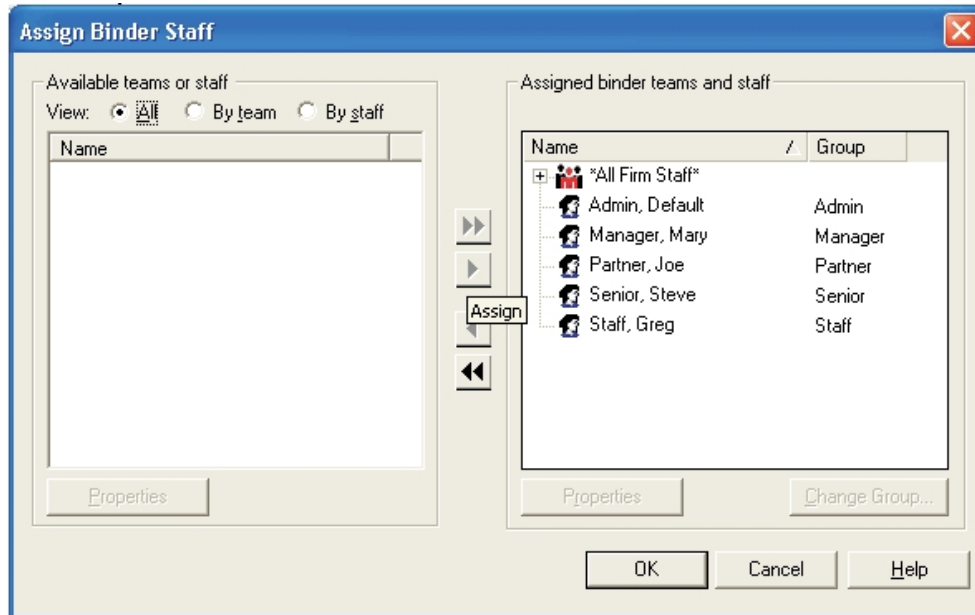 Assign Binder Staff
Available teams or staff
View: All By team By staff
Name
Assign
Properties
Assigned binder teams and staff
Name / Group
*All Firm Staff*
Admin, Default Admin
Manager, Mary Manager
Partner, Joe Partner
Senior, Steve Senior
Staff, Greg Staff
Properties Change Group...
OK Cancel Help